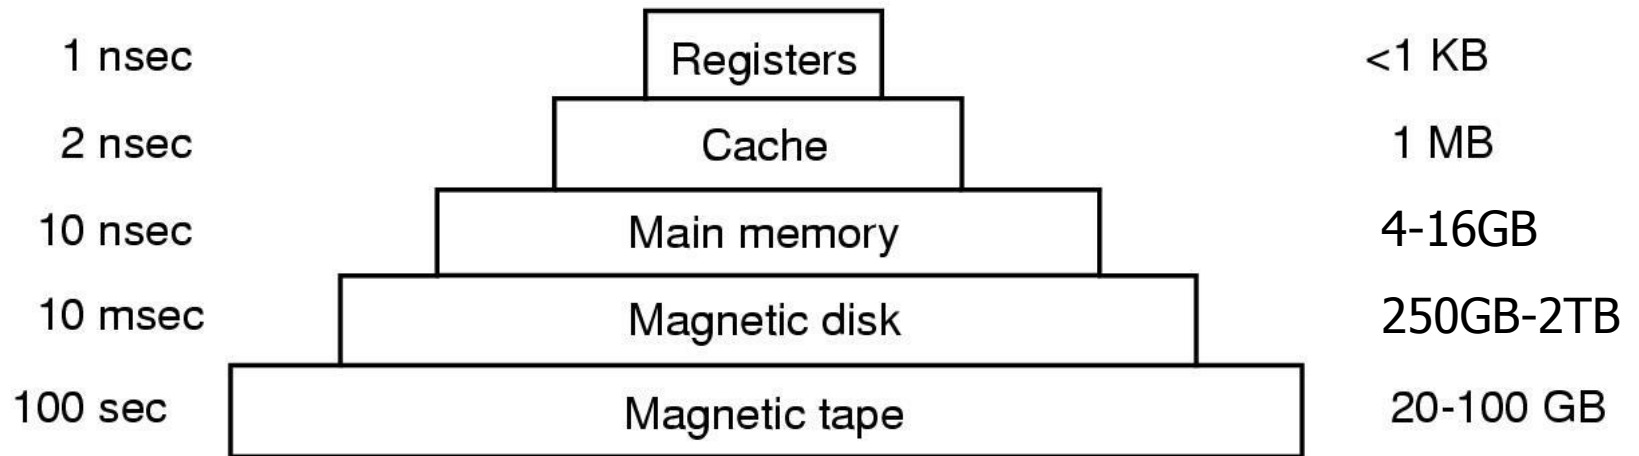 1 nsec Registers <1 KB
2 nsec Cache 1 MB
10 nsec Main memory 4-16GB
10 msec Magnetic disk 250GB-2TB
100 sec Magnetic tape 20-100 GB